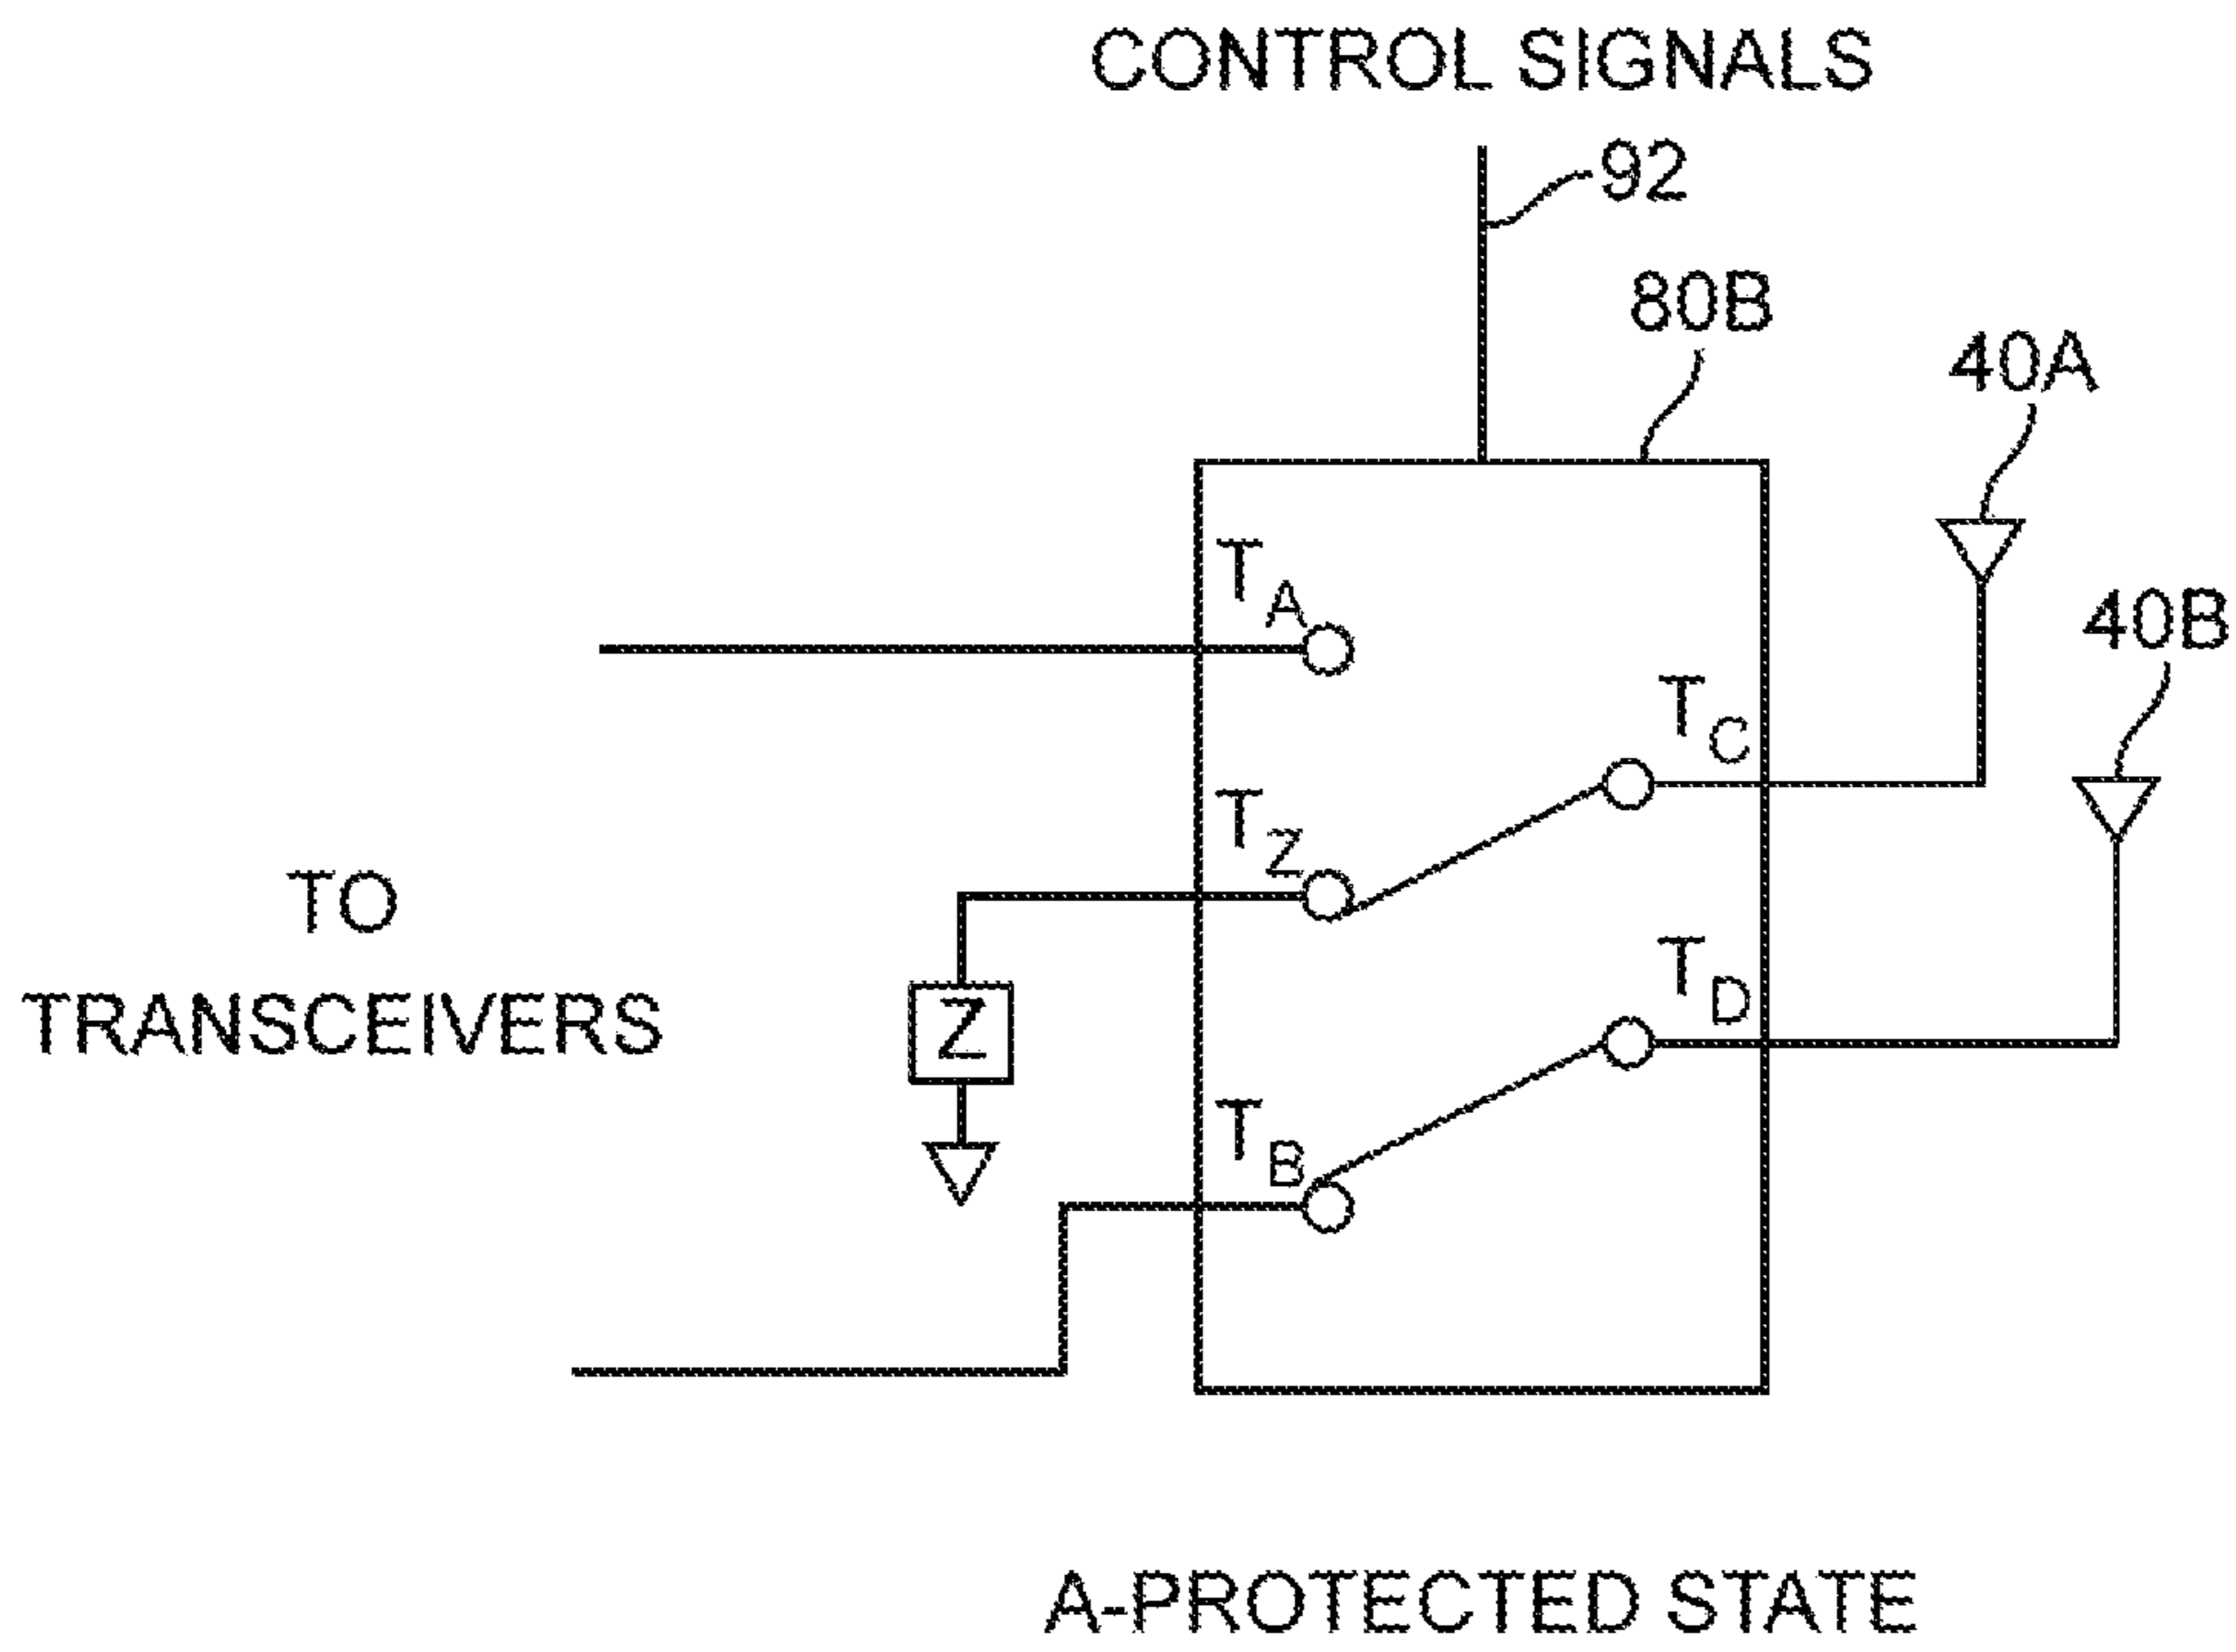 CONTROL SIGNALS
92
80B
40A
40B
TA
TC
TZ
TO
TRANSCEIVERS
Z
TD
TB
A-PROTECTED STATE